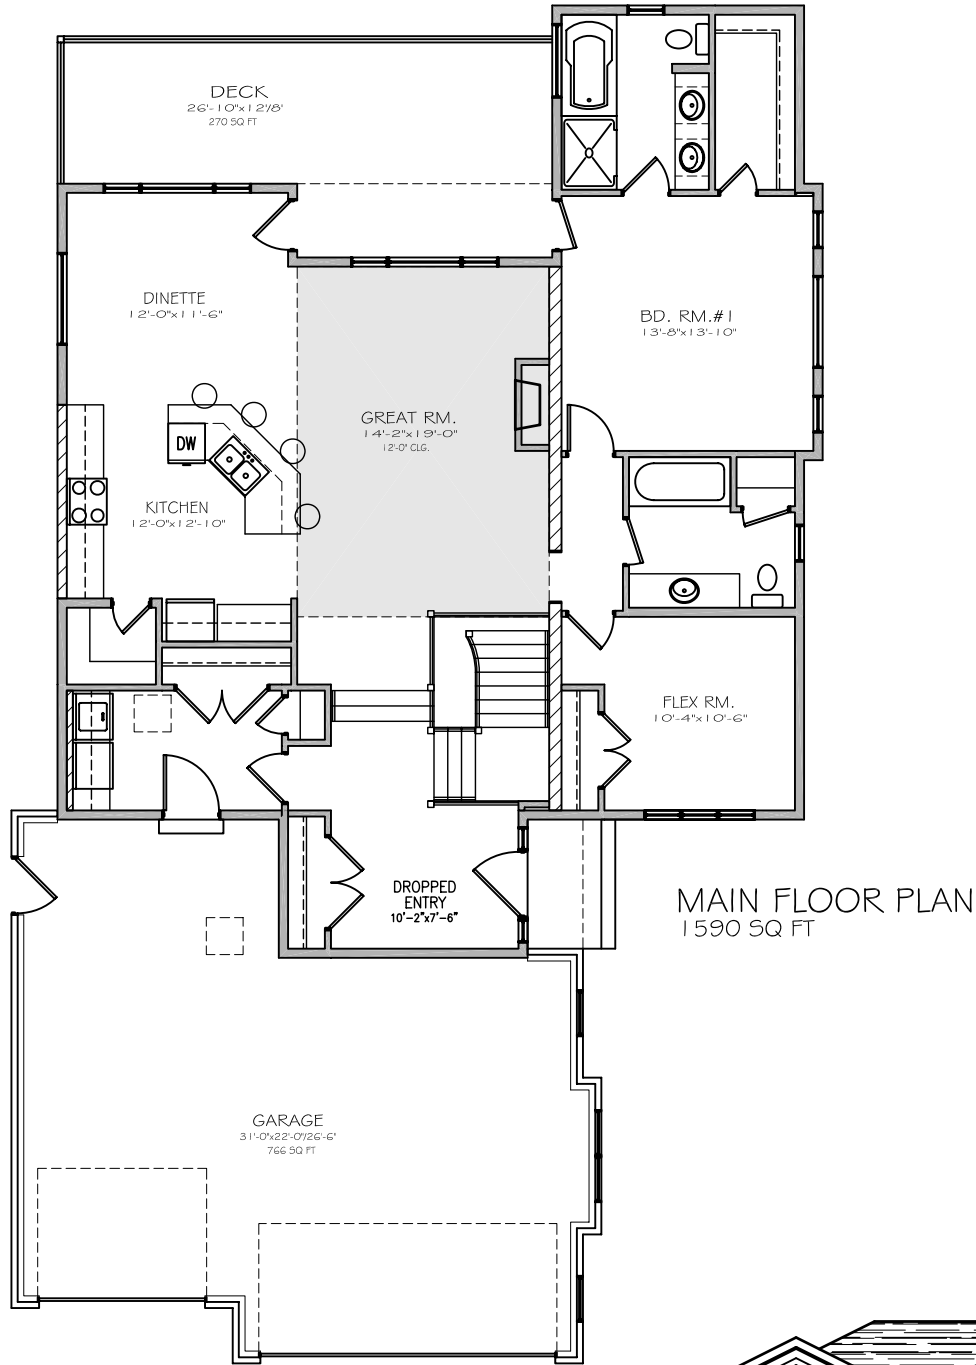 DECK
26'-10"x12'/8'
270 SQ FT
DINETTE
12'-0"x11'-6"
BD. RM.#1
13'-8"x13'-10"
GREAT RM.
14'-2"x19'-0"
12'-0" CLG.
DW
KITCHEN
12'-0"x12'-10"
FLEX RM.
10'-4"x10'-6"
DROPPED
ENTRY
10'-2"x7'-6"
MAIN FLOOR PLAN
1590 SQ FT
GARAGE
31'-0"x22'-0"/26'-6"
766 SQ FT